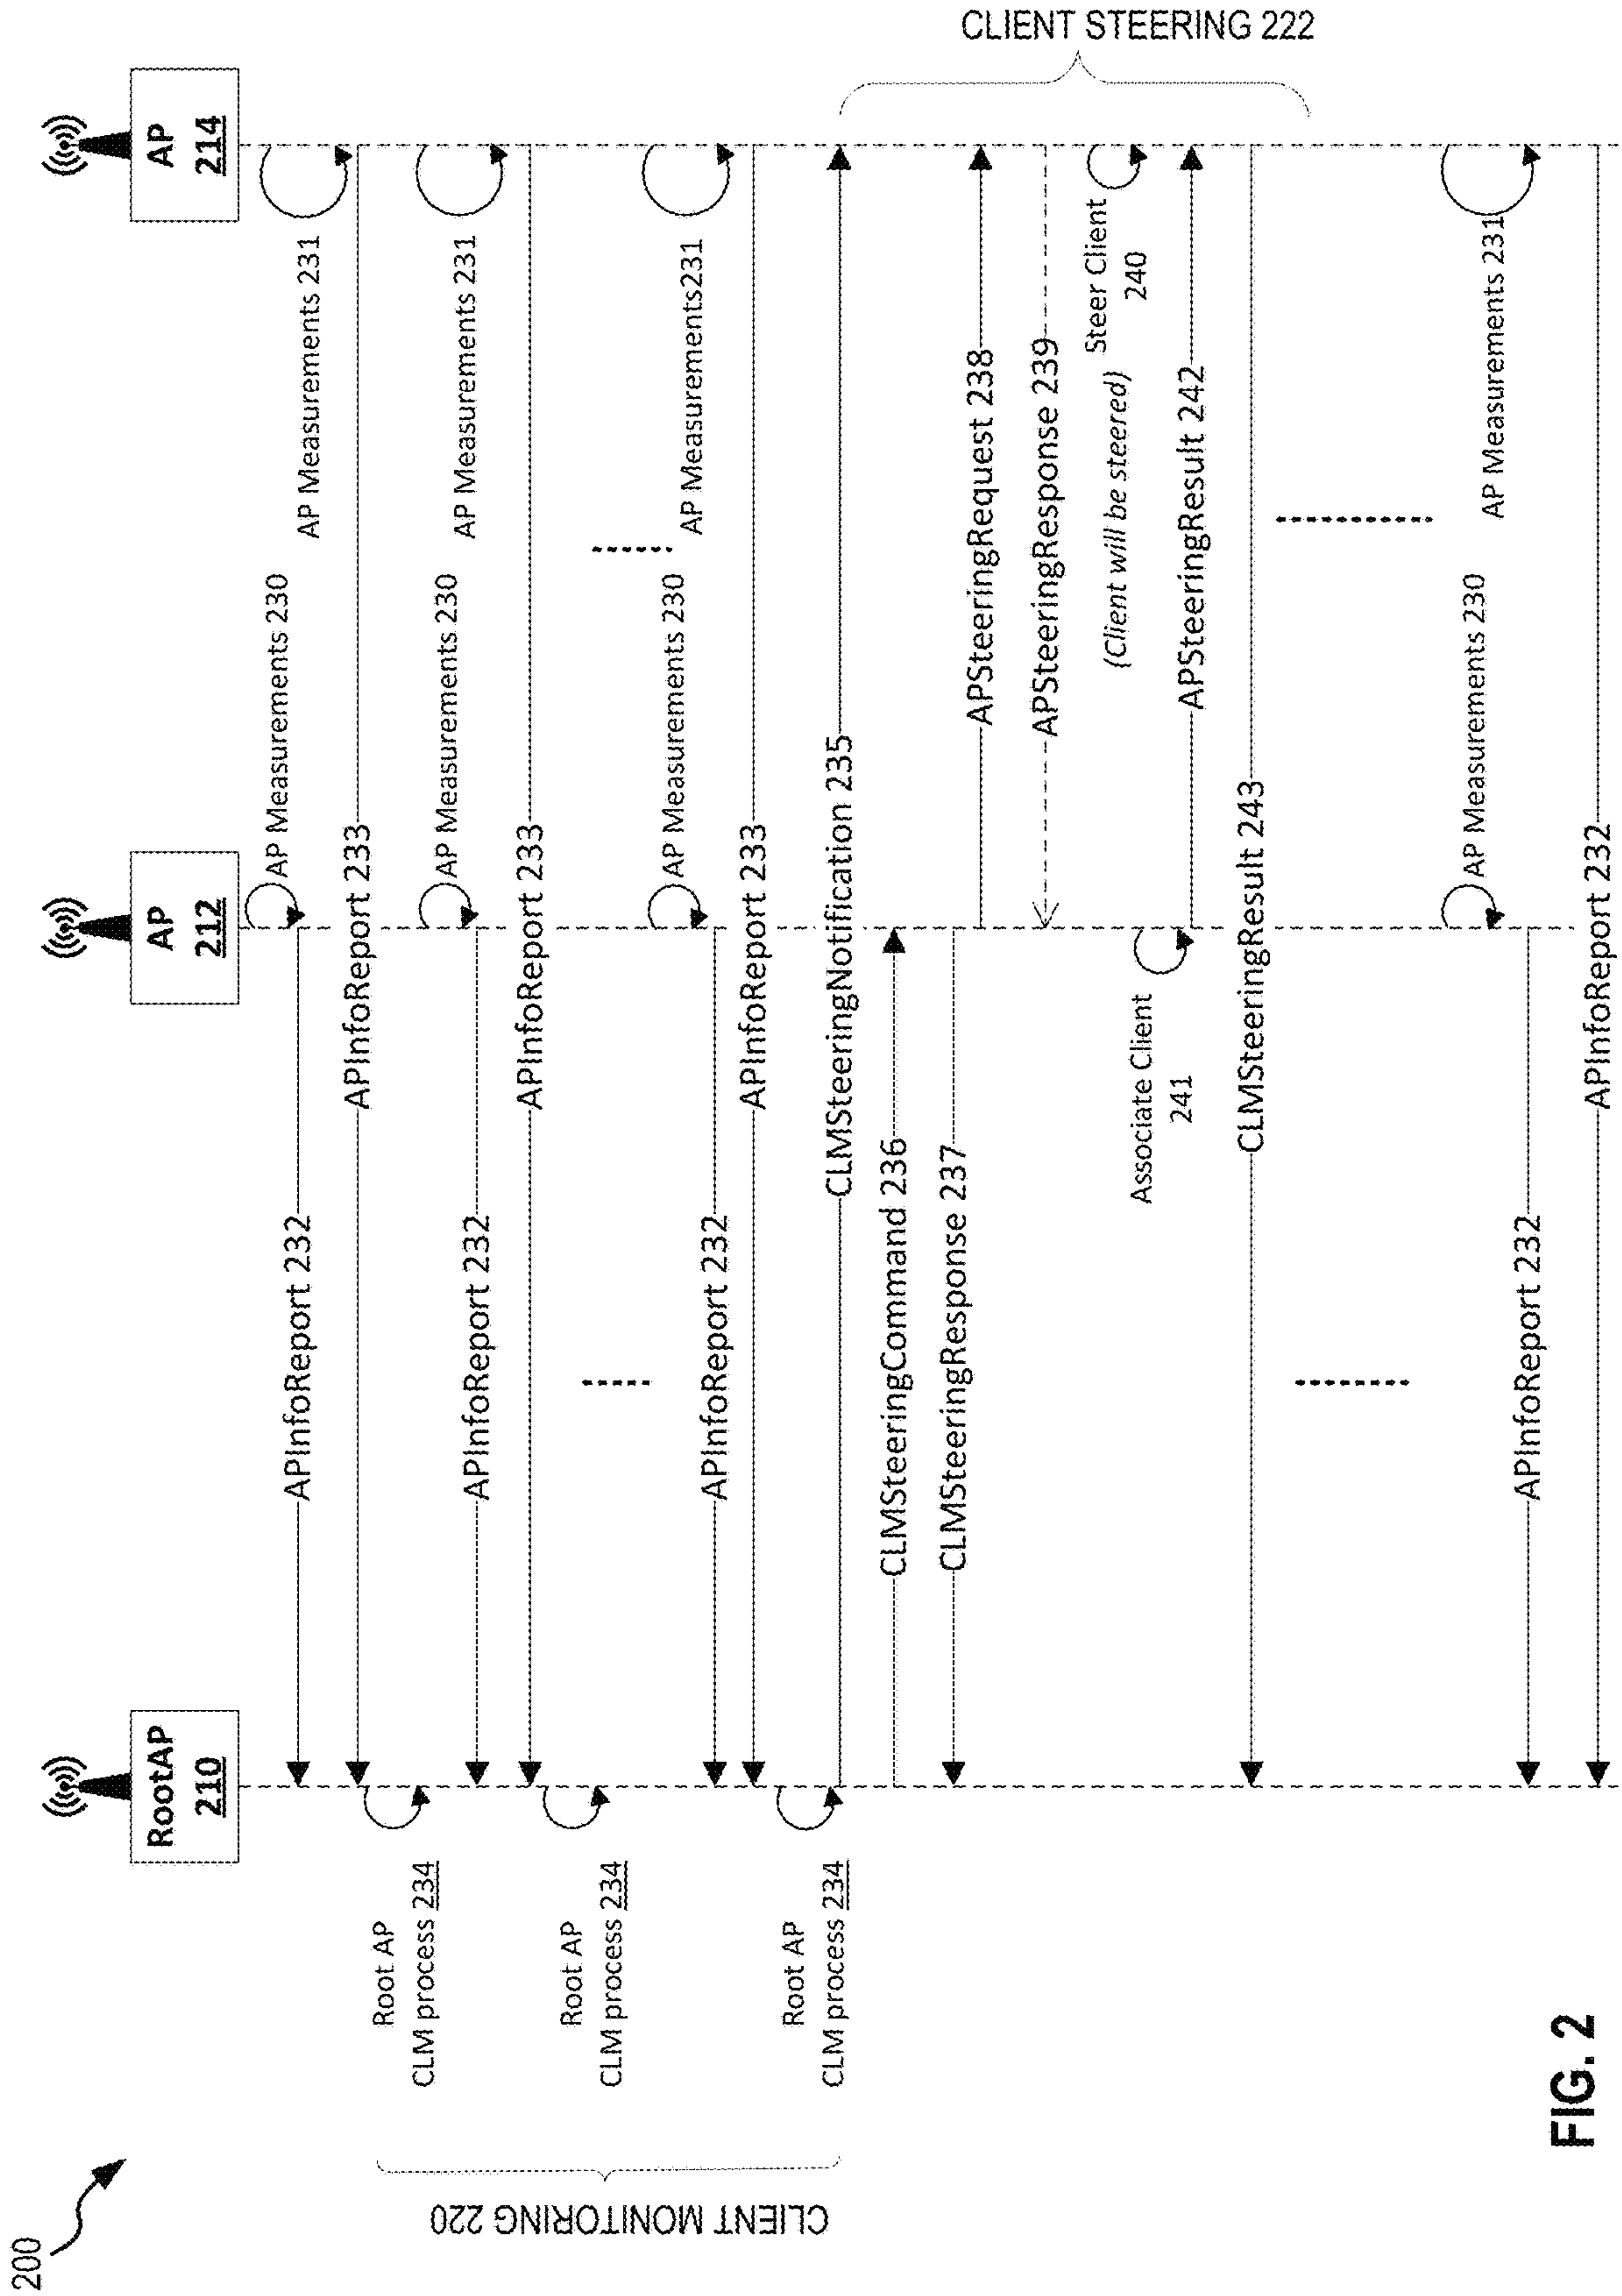 200
RootAP
210
AP
212
AP
214
AP Measurements 230
AP Measurements 231
APInfoReport 232
APInfoReport 233
Root AP
CLM process 234
AP Measurements 230
AP Measurements 231
APInfoReport 232
APInfoReport 233
Root AP
CLM process 234
AP Measurements 230
AP Measurements231
APInfoReport 232
APInfoReport 233
Root AP
CLM process 234
CLIENT MONITORING 220
CLMSteeringNotification 235
CLMSteeringCommand 236
CLMSteeringResponse 237
APSteeringRequest 238
APSteeringResponse 239
(Client will be steered)
Steer Client
240
Associate Client
241
APSteeringResult 242
CLMSteeringResult 243
CLIENT STEERING 222
AP Measurements 230
AP Measurements 231
APInfoReport 232
APInfoReport 232
FIG. 2